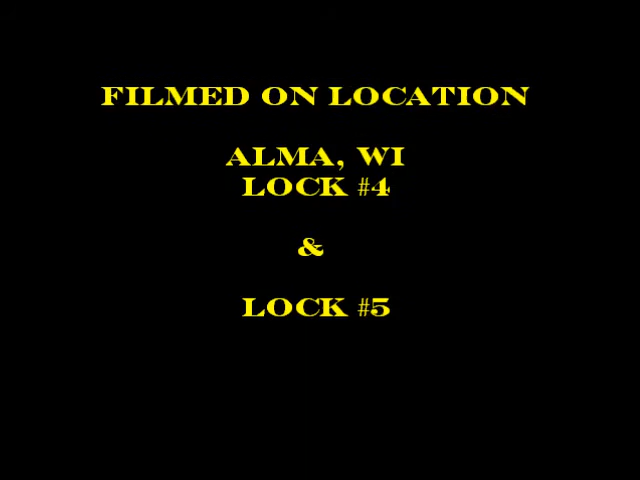 FILMED ON LOCATION
ALMA, WI
LOCK #4
&
LOCK #5